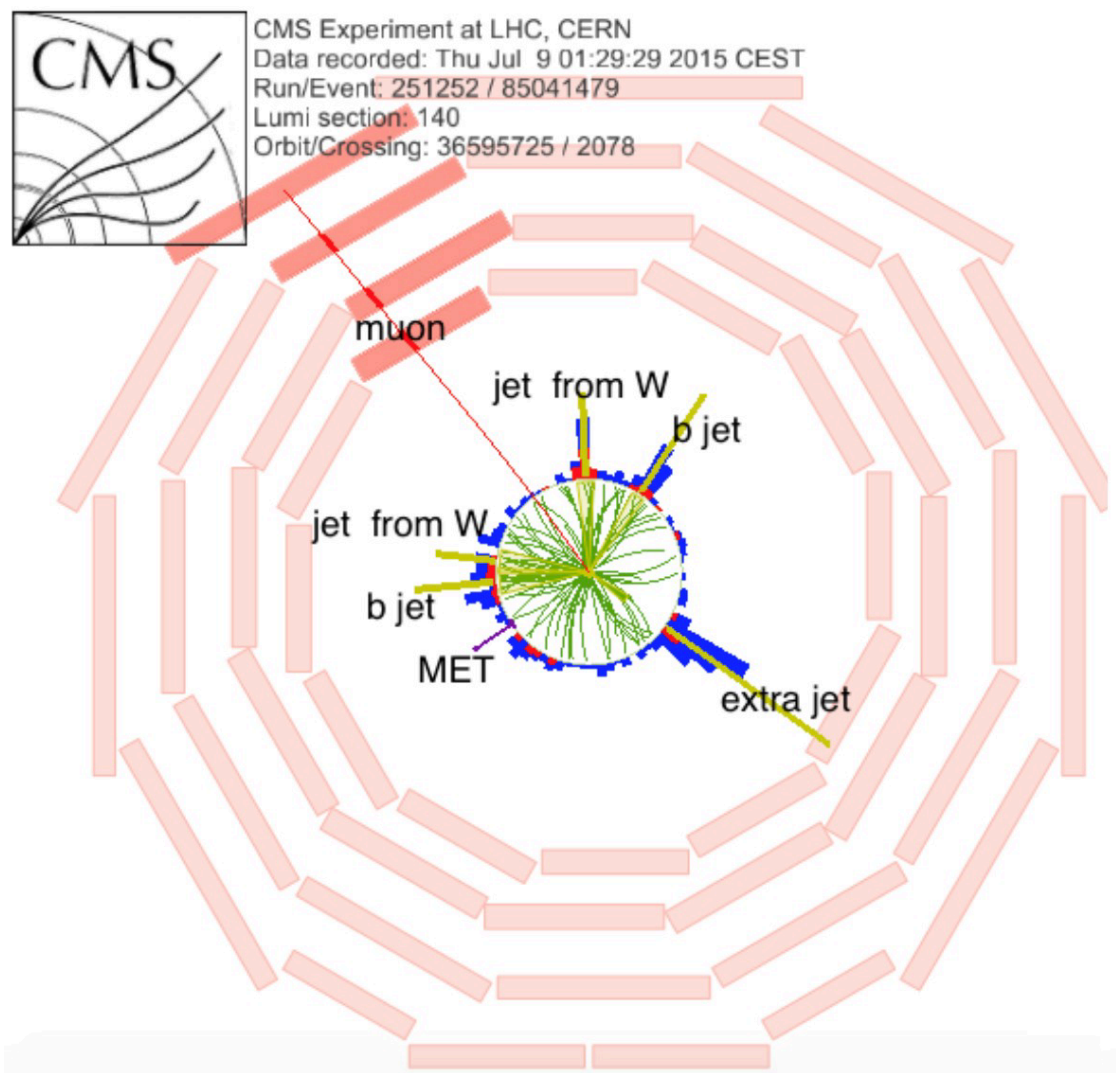 CMS
CMS Experiment at LHC, CERN
Data recorded: Thu Jul 9 01:29:29 2015 CEST
Run/Event: 251252 / 85041479
Lumi section: 140
Orbit/Crossing: 36595725 / 2078
muon
jet from W
b jet
jet from W
b jet
MET
extra jet